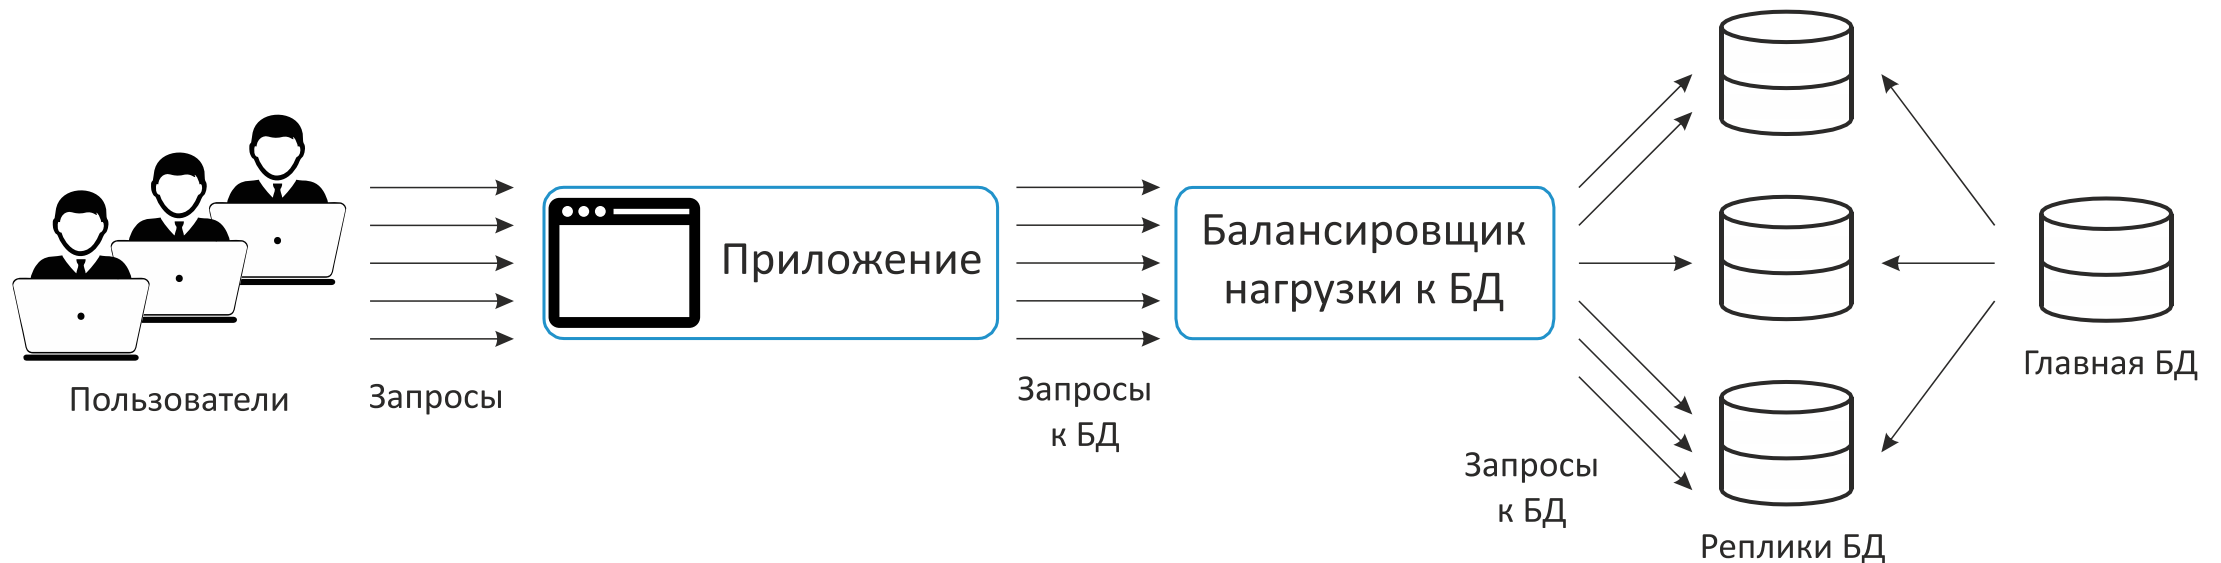 Пользователи
Запросы
Приложение
Запросы
к БД
Балансировщик
нагрузки к БД
Запросы
к БД
Реплики БД
Главная БД